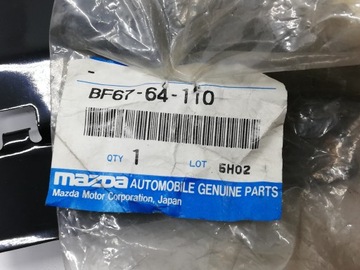 BF67-64-110
QTY 1 LOT 6H02
mazda AUTOMOBILE GENUINE PARTS
Mazda Motor Corporation, Japan